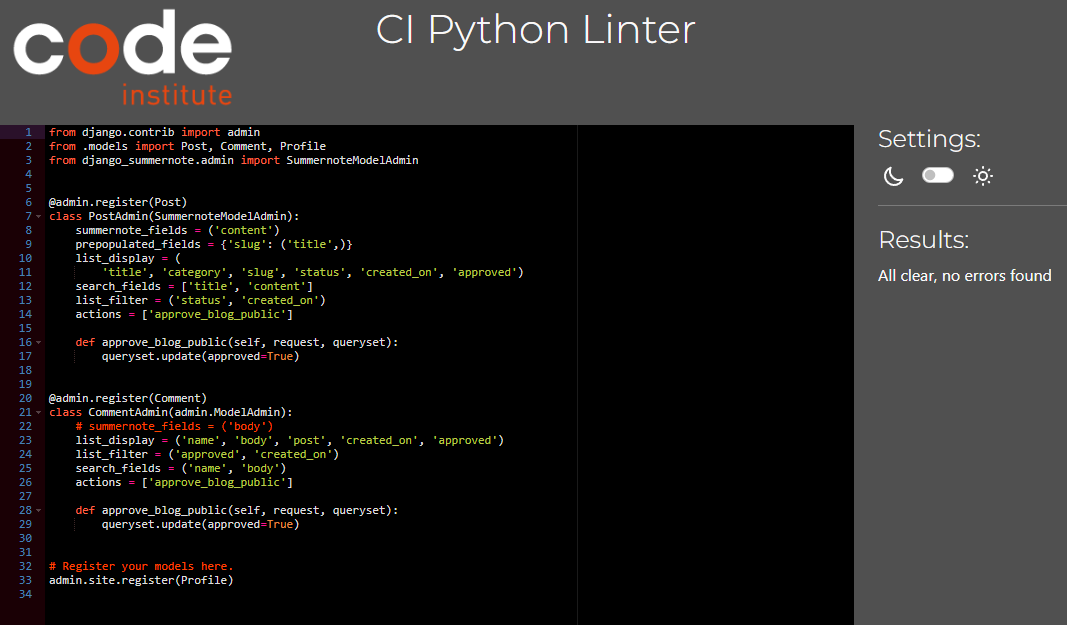 code
institute
CI Python Linter
1 from django.contrib import admin
2 from .models import Post, Comment, Profile
3 from django_summernote.admin import SummernoteModelAdmin
4
5
6 @admin.register(Post)
7 class PostAdmin(SummernoteModelAdmin):
8     summernote_fields = ('content')
9     prepopulated_fields = {'slug': ('title',)}
10     list_display = (
11         'title', 'category', 'slug', 'status', 'created_on', 'approved')
12     search_fields = ['title', 'content']
13     list_filter = ('status', 'created_on')
14     actions = ['approve_blog_public']
15
16     def approve_blog_public(self, request, queryset):
17         queryset.update(approved=True)
18
19
20 @admin.register(Comment)
21 class CommentAdmin(admin.ModelAdmin):
22     # summernote_fields = ('body')
23     list_display = ('name', 'body', 'post', 'created_on', 'approved')
24     list_filter = ('approved', 'created_on')
25     search_fields = ('name', 'body')
26     actions = ['approve_blog_public']
27
28     def approve_blog_public(self, request, queryset):
29         queryset.update(approved=True)
30
31
32 # Register your models here.
33 admin.site.register(Profile)
34
Settings:
Results:
All clear, no errors found